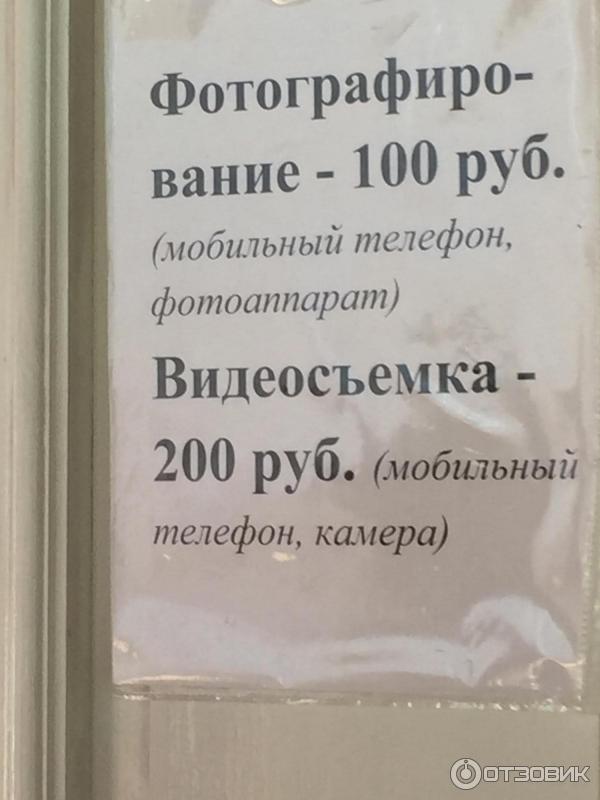 Фотографиро-
вание - 100 руб.
(мобильный телефон,
фотоаппарат)
Видеосъемка -
200 руб. (мобильный
телефон, камера)
ОТЗОВИК